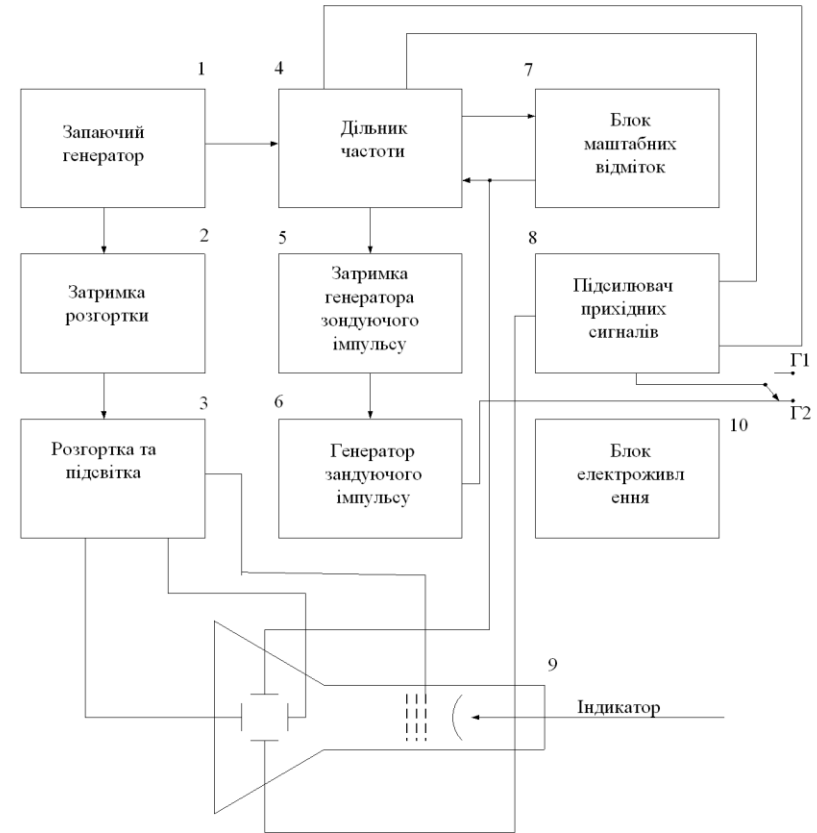 1
4
7
Запаючий
генератор
Дільник
частоти
Блок
маштабних
відміток
2
5
8
Затримка
розгортки
Затримка
генератора
зондуючого
імпульсу
Підсилювач
прихідних
сигналів
Г1
Г2
3
6
10
Розгортка та
підсвітка
Генератор
зандуючого
імпульсу
Блок
електроживл
ення
9
Індикатор